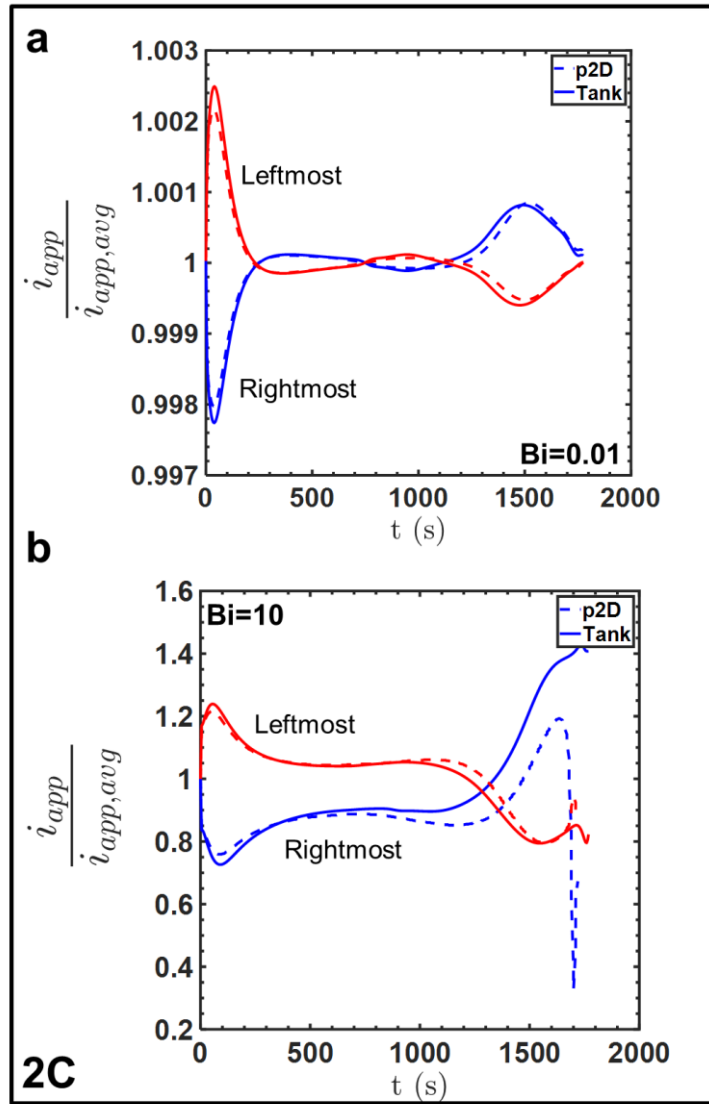 a
1.003
1.002
1.001
1
0.999
0.998
0.997
p2D
Tank
Leftmost
Rightmost
Bi=0.01
i_app
i_app,avg
0 500 1000 1500 2000
t (s)
b
1.6
1.4
1.2
1
0.8
0.6
0.4
0.2
Bi=10
p2D
Tank
Leftmost
Rightmost
i_app
i_app,avg
0 500 1000 1500 2000
t (s)
2C